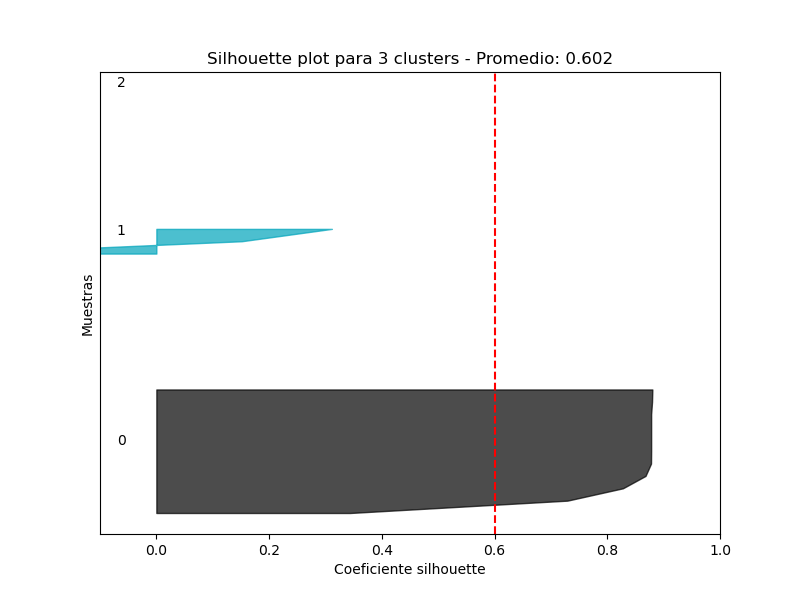 Silhouette plot para 3 clusters - Promedio: 0.602
2
1
0
Muestras
0.0 0.2 0.4 0.6 0.8 1.0
Coeficiente silhouette